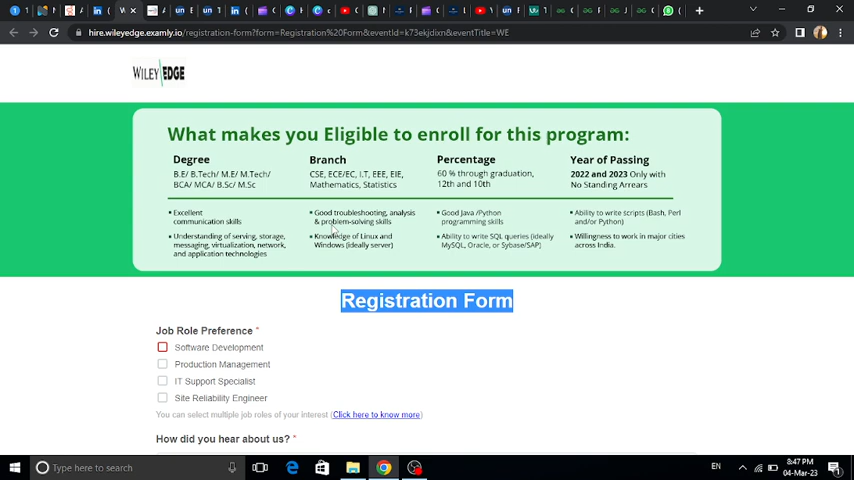 hire.wileyedge.examly.io/registration-form?form=Registration%20Form&eventId=k73ekjdixn&eventTitle=WE
WILEY EDGE
What makes you Eligible to enroll for this program:
Degree
B.E/ B.Tech/ M.E/ M.Tech/
BCA/ MCA/ B.Sc/ M.Sc
Branch
CSE, ECE/EC, I.T, EEE, EIE,
Mathematics, Statistics
Percentage
60 % through graduation,
12th and 10th
Year of Passing
2022 and 2023 Only with
No Standing Arrears
Excellent
communication skills
Understanding of serving, storage,
messaging, virtualization, network,
and application technologies
Good troubleshooting, analysis
& problem-solving skills
Knowledge of Linux and
Windows (ideally server)
Good Java /Python
programming skills
Ability to write SQL queries (ideally
MySQL, Oracle, or Sybase/SAP)
Ability to write scripts (Bash, Perl
and/or Python)
Willingness to work in major cities
across India.
Registration Form
Job Role Preference *
Software Development
Production Management
IT Support Specialist
Site Reliability Engineer
You can select multiple job roles of your interest (Click here to know more)
How did you hear about us? *
Type here to search
EN
8:47 PM
04-Mar-23